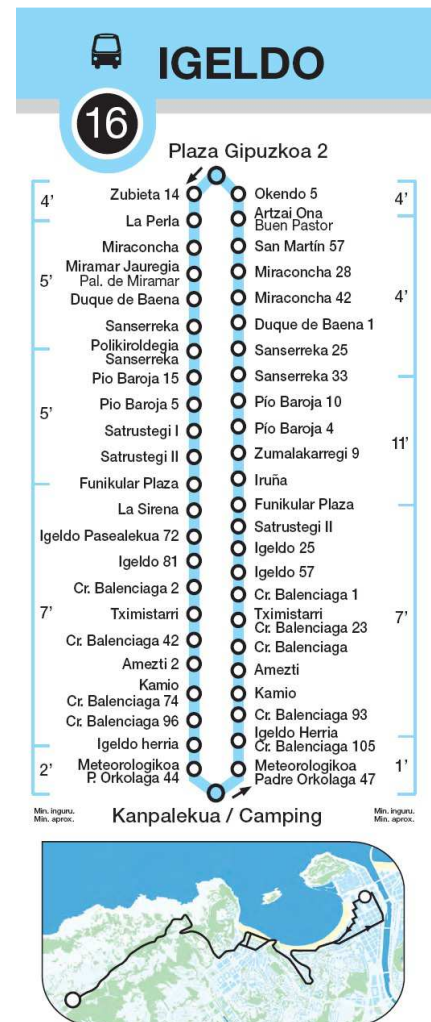 IGELDO
16
Plaza Gipuzkoa 2
4'
5'
5'
7'
2'
Zubieta 14
La Perla
Miraconcha
Miramar Jauregia
Pal. de Miramar
Duque de Baena
Sanserreka
Polikiroldegia
Sanserreka
Pio Baroja 15
Pio Baroja 5
Satrustegi I
Satrustegi II
Funikular Plaza
La Sirena
Igeldo Pasealekua 72
Igeldo 81
Cr. Balenciaga 2
Tximistarri
Cr. Balenciaga 42
Amezti 2
Kamio
Cr. Balenciaga 74
Cr. Balenciaga 96
Igeldo herria
Meteorologikoa
P. Orkolaga 44
Okendo 5
Artzai Ona
Buen Pastor
San Martín 57
Miraconcha 28
Miraconcha 42
Duque de Baena 1
Sanserreka 25
Sanserreka 33
Pío Baroja 10
Pío Baroja 4
Zumalakarregi 9
Iruña
Funikular Plaza
Satrustegi II
Igeldo 25
Igeldo 57
Cr. Balenciaga 1
Tximistarri
Cr. Balenciaga 23
Cr. Balenciaga
Amezti
Kamio
Cr. Balenciaga 93
Igeldo Herria
Cr. Balenciaga 105
Meteorologikoa
Padre Orkolaga 47
4'
4'
11'
7'
1'
Min. inguru.
Min. aprox.
Kanpalekua / Camping
Min. inguru.
Min. aprox.